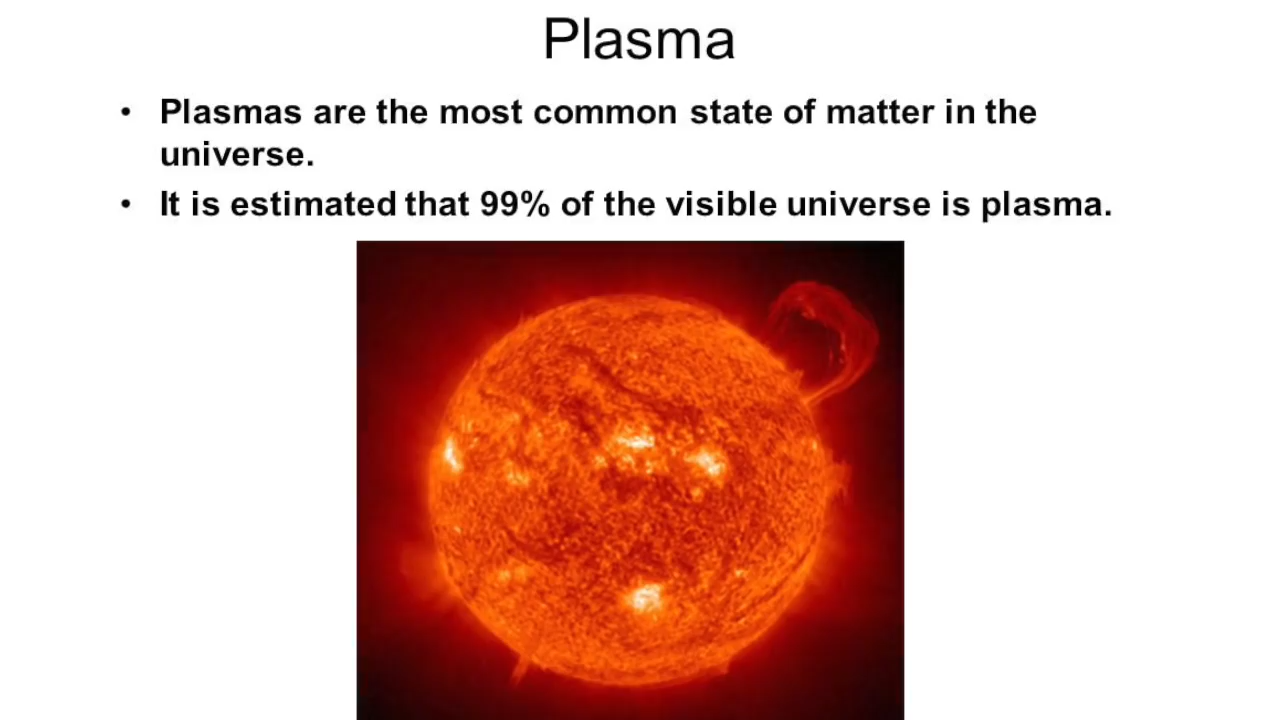 Plasma
• Plasmas are the most common state of matter in the
universe.
• It is estimated that 99% of the visible universe is plasma.